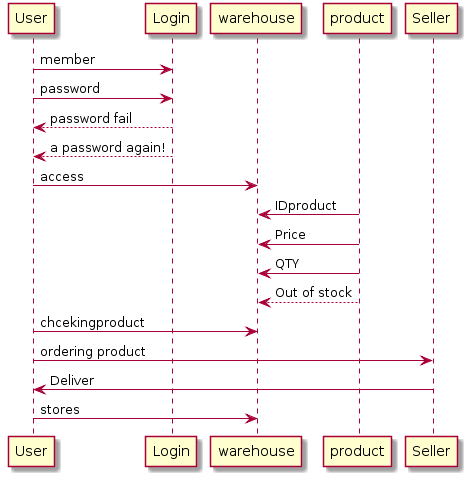 User Login warehouse product Seller
member
password
password fail
a password again!
access
IDproduct
Price
QTY
Out of stock
chcekingproduct
ordering product
Deliver
stores
User Login warehouse product Seller